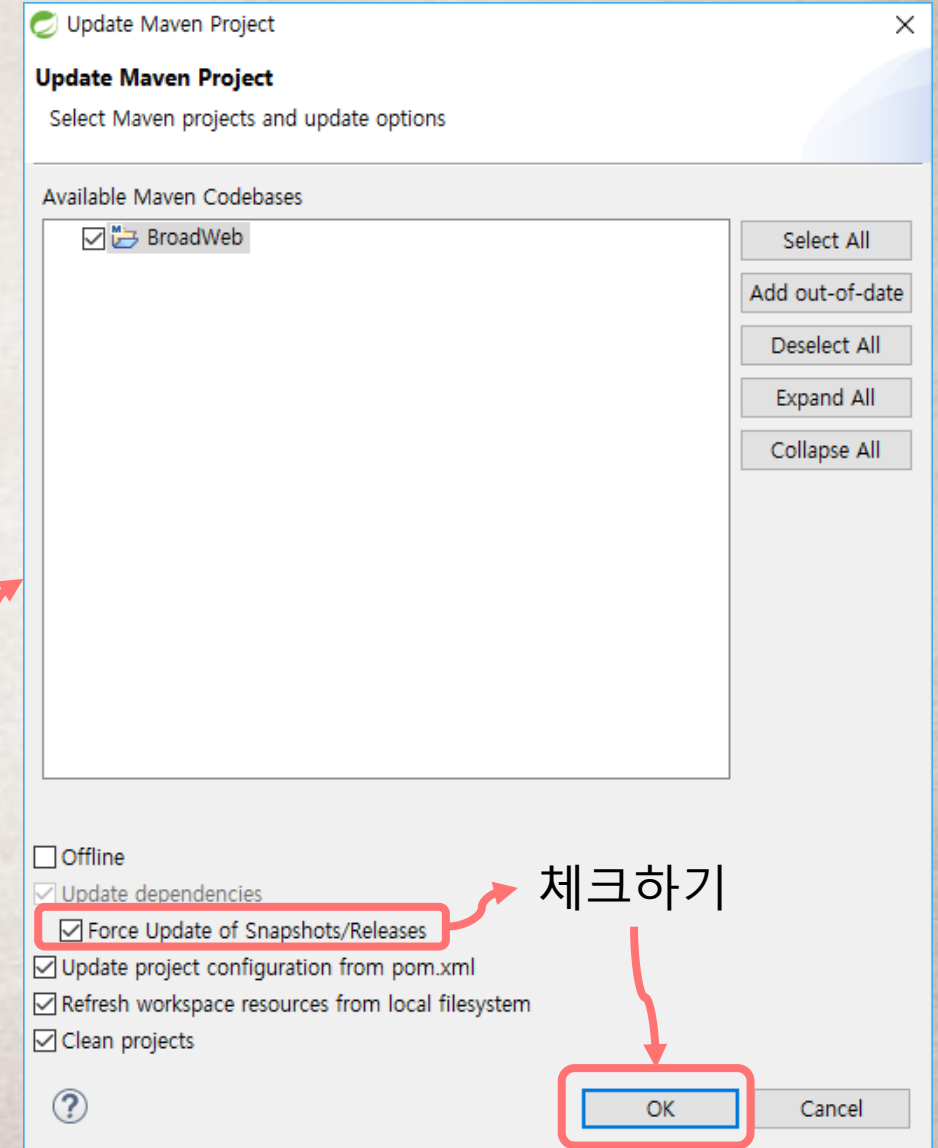 Update Maven Project
Update Maven Project
Select Maven projects and update options
Available Maven Codebases
BroadWeb
Select All
Add out-of-date
Deselect All
Expand All
Collapse All
Offline
Update dependencies
Force Update of Snapshots/Releases
체크하기
Update project configuration from pom.xml
Refresh workspace resources from local filesystem
Clean projects
OK
Cancel